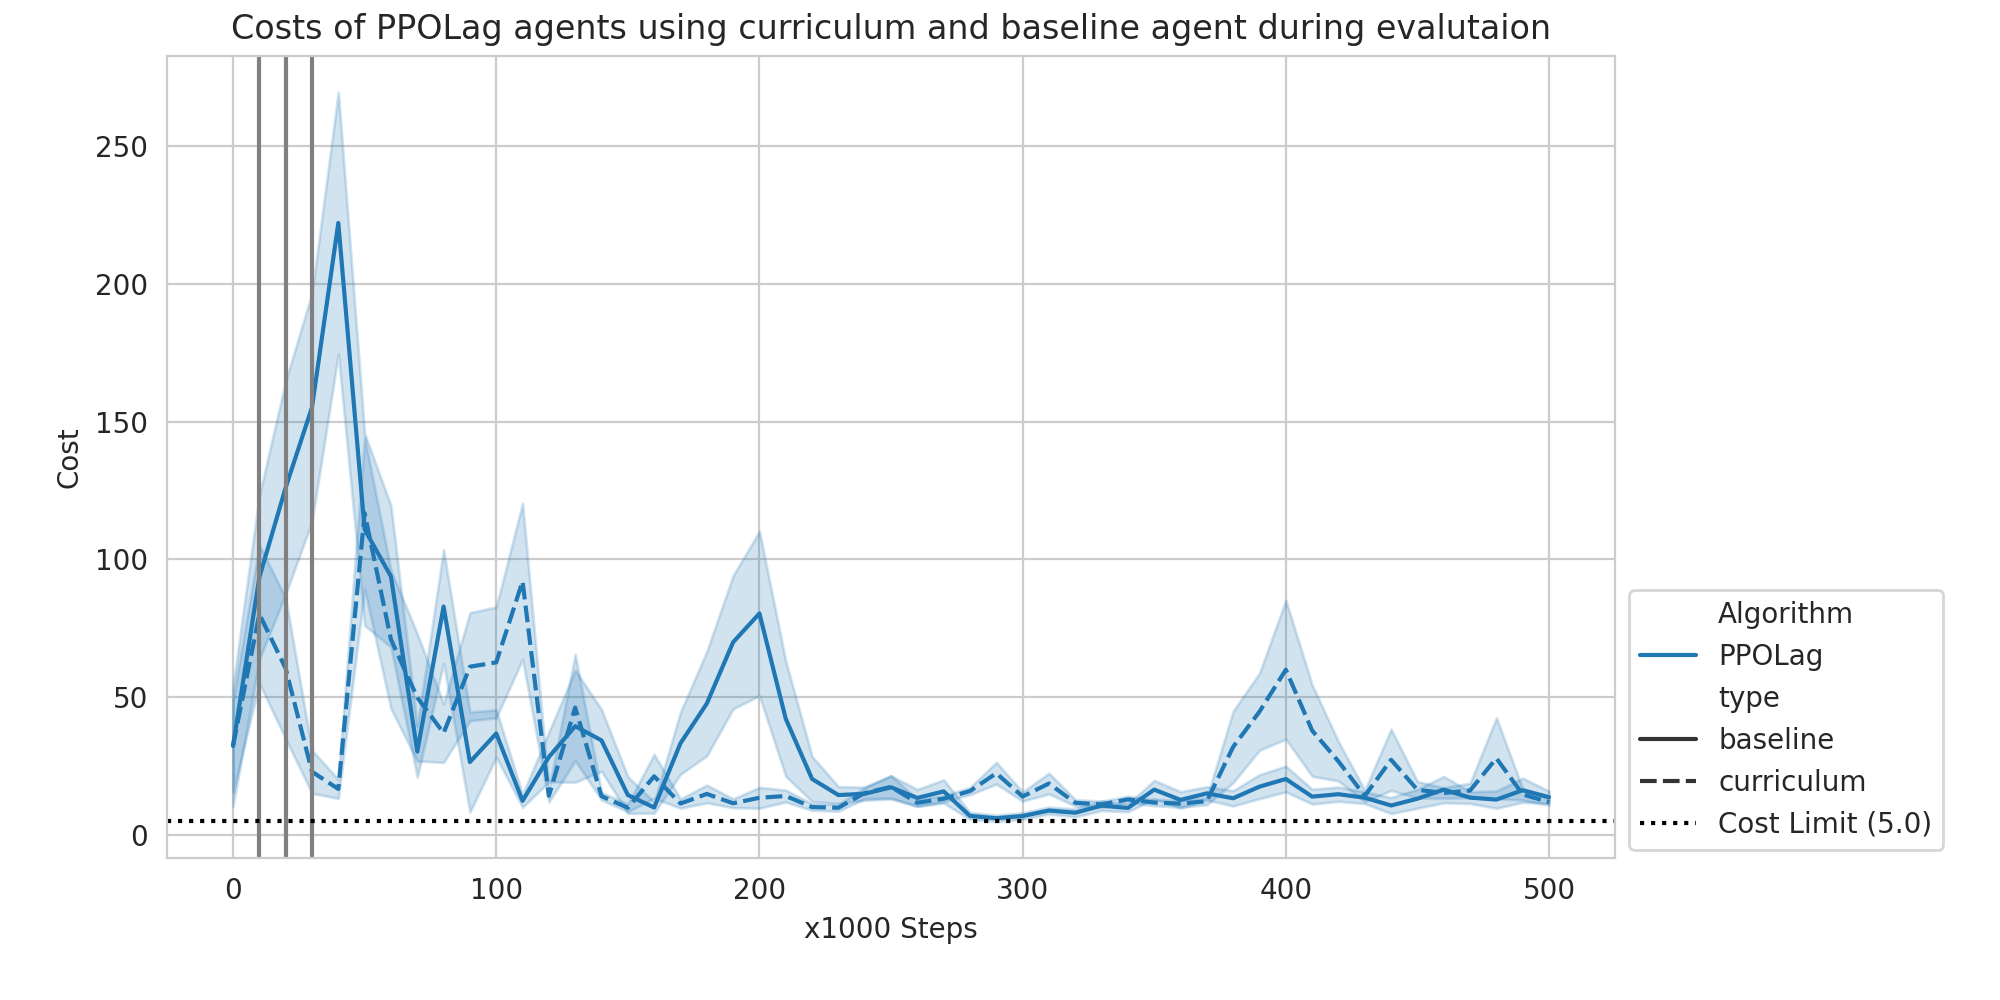 Costs of PPOLag agents using curriculum and baseline agent during evalutaion
250
200
150
100
50
0
Cost
0 100 200 300 400 500
x1000 Steps
Algorithm
PPOLag
type
baseline
curriculum
Cost Limit (5.0)